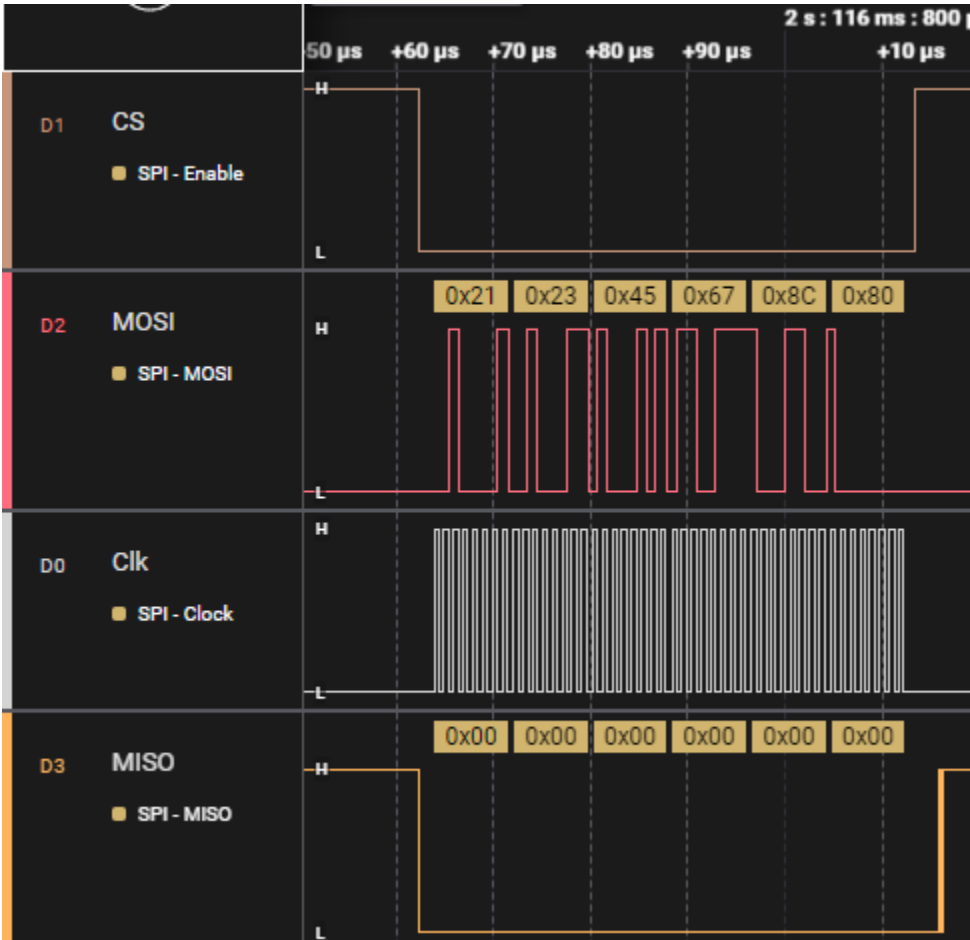 2 s : 116 ms : 800
50 µs +60 µs +70 µs +80 µs +90 µs +10 µs
D1 CS
SPI - Enable
H
L
0x21 0x23 0x45 0x67 0x8C 0x80
D2 MOSI
SPI - MOSI
H
L
D0 Clk
SPI - Clock
H
L
0x00 0x00 0x00 0x00 0x00 0x00
D3 MISO
SPI - MISO
H
L